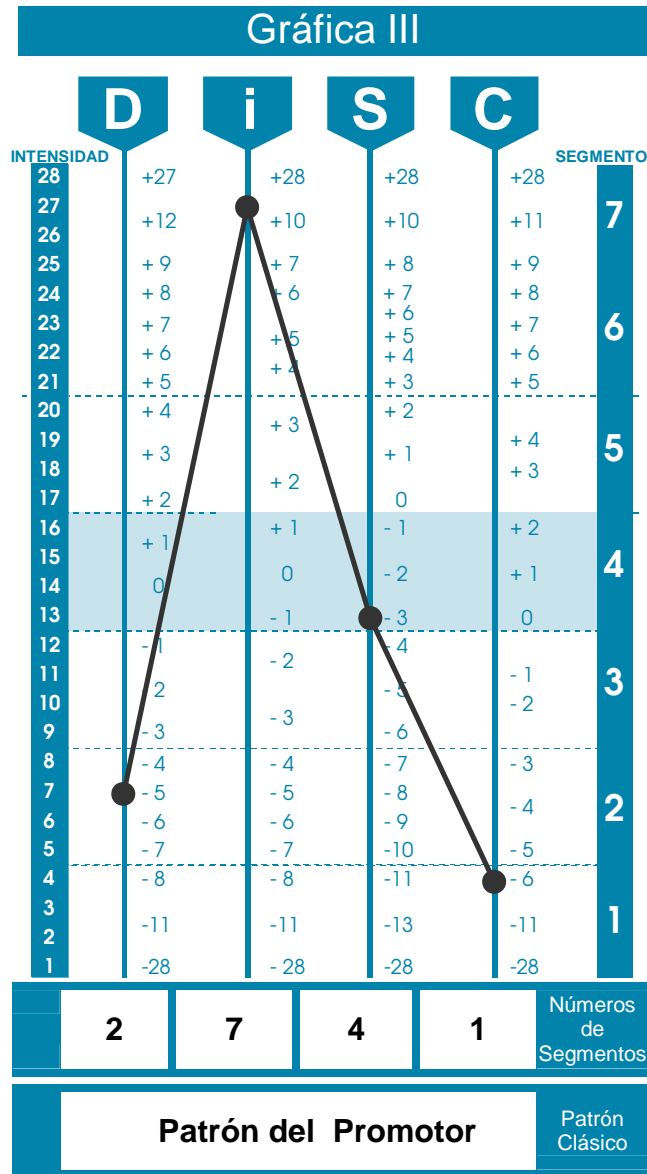 Gráfica III
D i S C
INTENSIDAD SEGMENTO
28 +27 +28 +28 +28
27 7
+12 +10 +10 +11
26
25 + 9 + 7 + 8 + 9
24 + 8 + 6 + 7 + 8
+ 6
23 + 7 + 7 6
+ 5 + 5
22 + 6 + 4 + 6
+ 4
21 + 5 + 3 + 5
20 + 4 + 2
+ 3
19 + 4 5
+ 3 + 1
18 + 3
+ 2
17 + 2 0
16 + 1 - 1 + 2
+ 1
15 4
0 - 2 + 1
14 0
13 - 1 - 3 0
12 - 1 - 4
- 2
11 - 1 3
2 - 5
10 - 2
- 3
9 - 3 - 6
8 - 4 - 4 - 7 - 3
7 - 5 - 5 - 8
- 4 2
6 - 6 - 6 - 9
5 - 7 - 7 -10 - 5
4 - 8 - 8 -11 - 6
3
-11 -11 -13 -11 1
2
1 -28 - 28 -28 -28
2 7 4 1 Números
de
Segmentos
Patrón del Promotor Patrón
Clásico